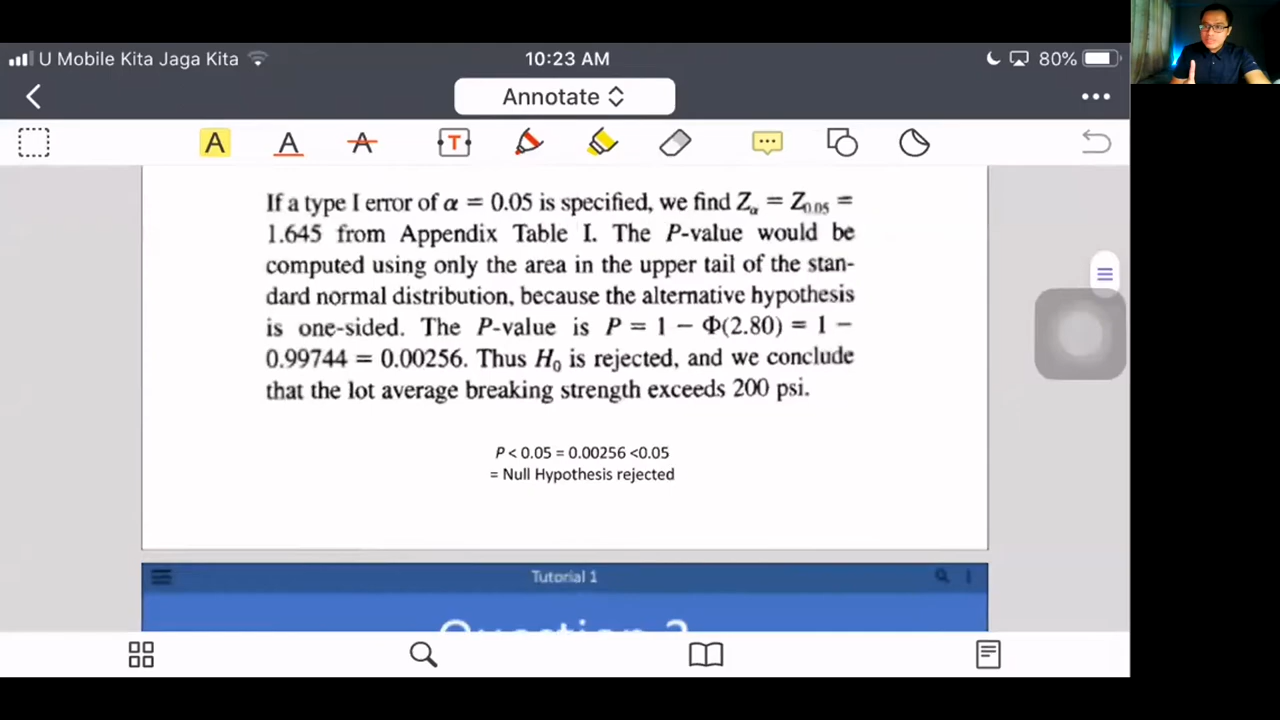 U Mobile Kita Jaga Kita
10:23 AM
80%
Annotate
A A A T
If a type I error of α = 0.05 is specified, we find Zα = Z0.05 =
1.645 from Appendix Table I. The P-value would be
computed using only the area in the upper tail of the stan-
dard normal distribution, because the alternative hypothesis
is one-sided. The P-value is P = 1 − Φ(2.80) = 1 −
0.99744 = 0.00256. Thus H0 is rejected, and we conclude
that the lot average breaking strength exceeds 200 psi.
P < 0.05 = 0.00256 <0.05
= Null Hypothesis rejected
Tutorial 1
Question